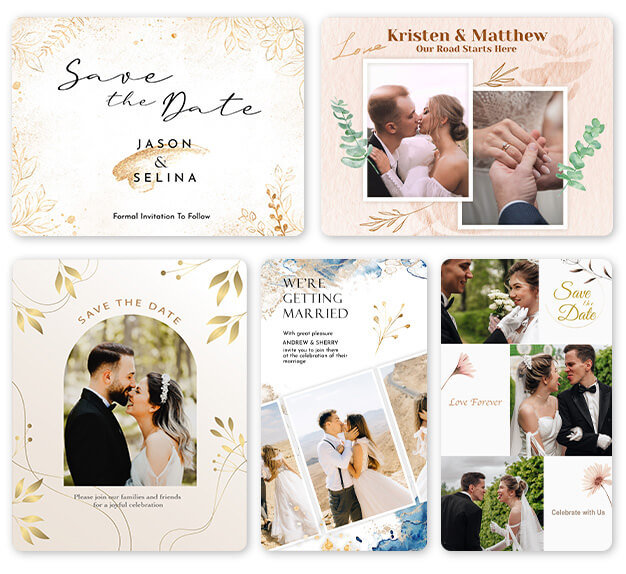 Save
the Date
JASON
&
SELINA
Formal Invitation To Follow
Love
Kristen & Matthew
Our Road Starts Here
SAVE THE DATE
Please join our families and friends
for a joyful celebration
WE'RE
GETTING
MARRIED
With great pleasure
ANDREW & SHERRY
invite you to join them
at the celebration of their
marriage
Save
the
Date
Love Forever
Celebrate with Us